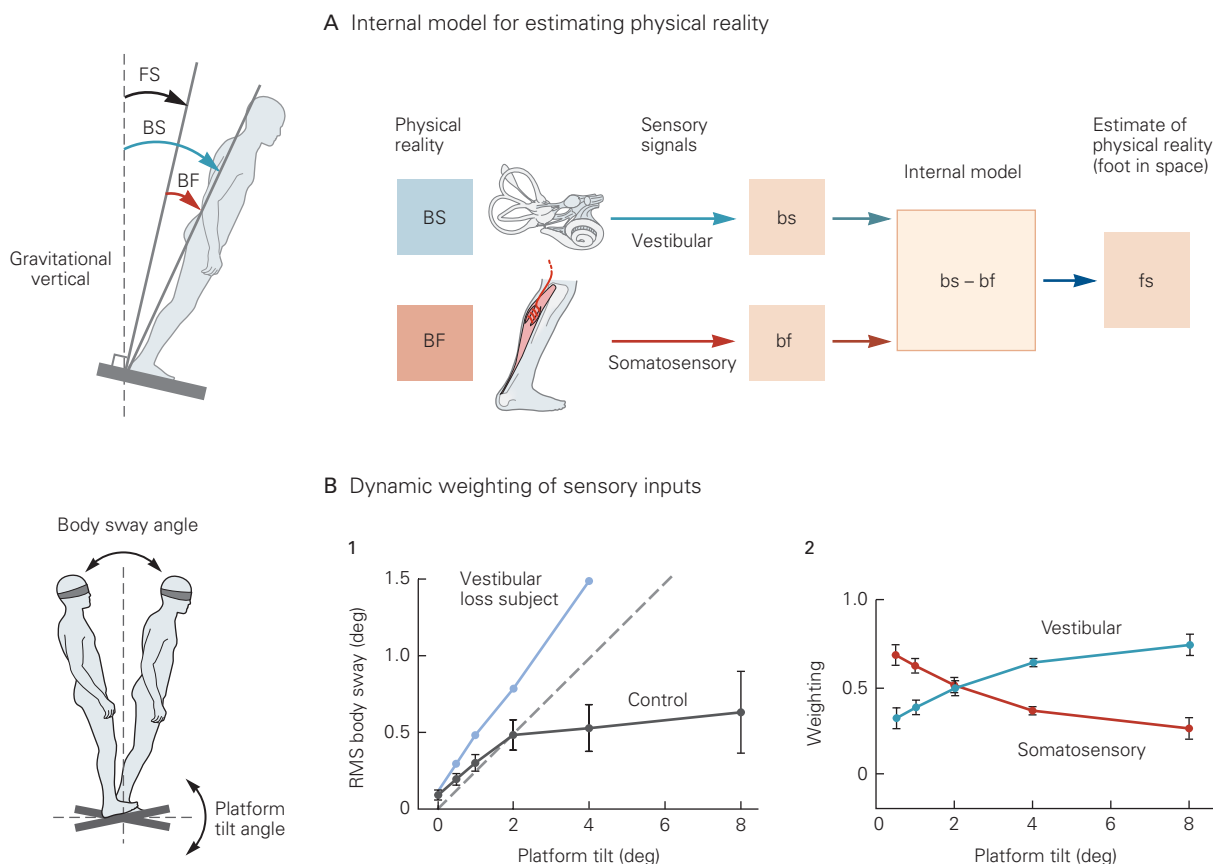 A Internal model for estimating physical reality
FS
BS
BF
Gravitational
vertical
Physical
reality
Sensory
signals
Internal model
Estimate of
physical reality
(foot in space)
BS
Vestibular
bs
bs – bf
fs
BF
Somatosensory
bf
B Dynamic weighting of sensory inputs
Body sway angle
Platform
tilt angle
1
RMS body sway (deg)
1.5
1.0
0.5
0
Vestibular
loss subject
Control
0 2 4 6 8
Platform tilt (deg)
2
Weighting
1.0
0.5
0
Vestibular
Somatosensory
0 2 4 6 8
Platform tilt (deg)